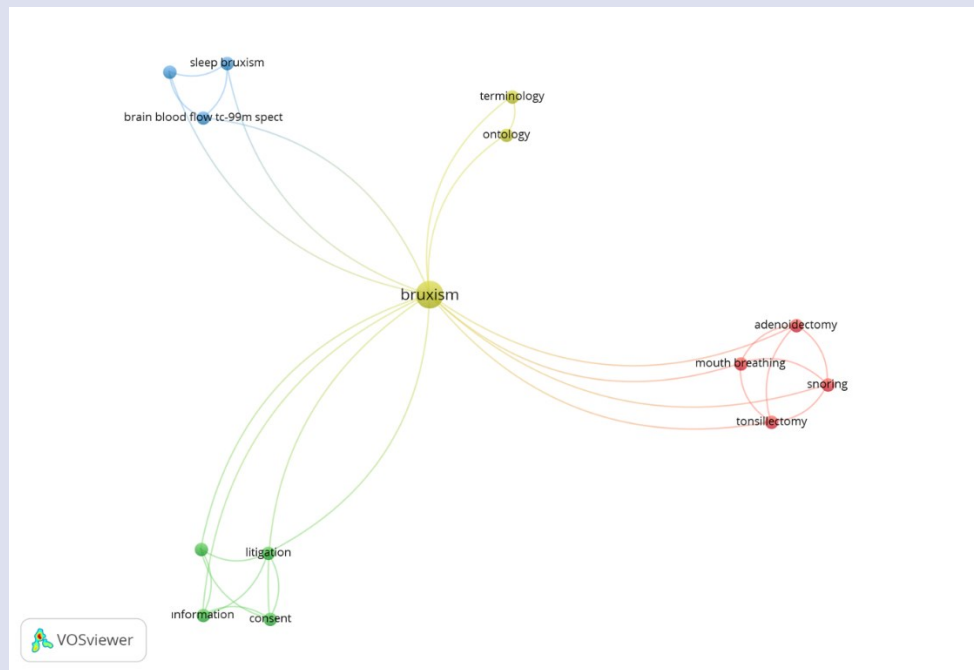 sleep bruxism
terminology
brain blood flow tc-99m spect
ontology
bruxism
adenoidectomy
mouth breathing
snoring
tonsillectomy
litigation
information
consent
VOSviewer